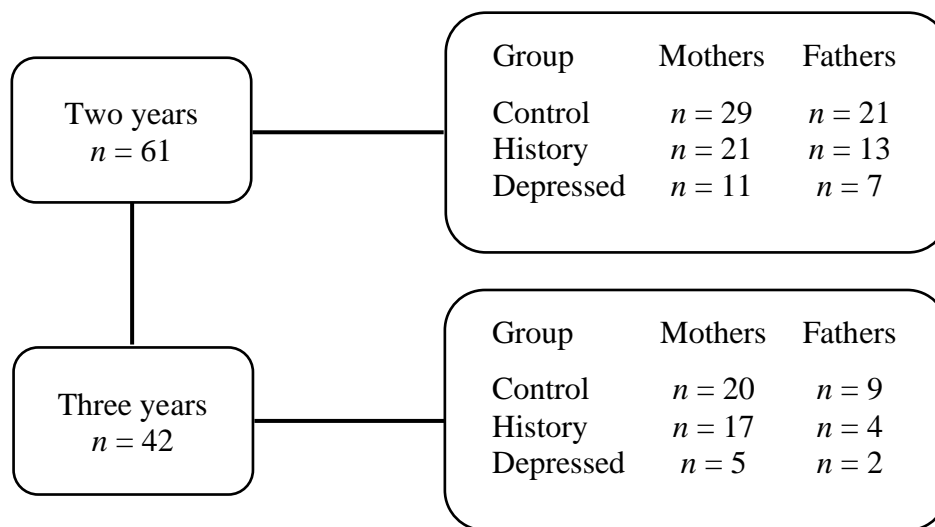 Two years
n = 61
Group Mothers Fathers
Control n = 29 n = 21
History n = 21 n = 13
Depressed n = 11 n = 7
Three years
n = 42
Group Mothers Fathers
Control n = 20 n = 9
History n = 17 n = 4
Depressed n = 5 n = 2